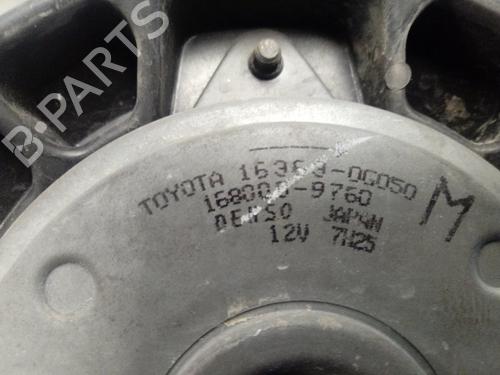 B-PARTS
TOYOTA 16363-0G050
168000-9760
DENSO JAPAN
12V 7H25
M